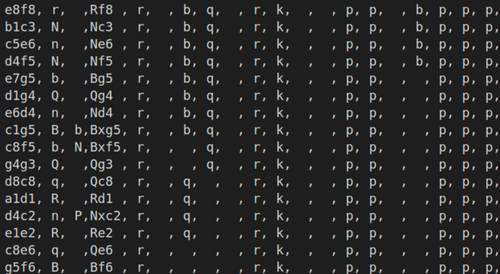 e8f8, r,  ,Rf8 , r,  , b, q,  , r, k,  ,  , p, p,  , b, p, p, p,
b1c3, N,  ,Nc3 , r,  , b, q,  , r, k,  ,  , p, p,  , b, p, p, p,
c5e6, n,  ,Ne6 , r,  , b, q,  , r, k,  ,  , p, p,  , b, p, p, p,
d4f5, N,  ,Nf5 , r,  , b, q,  , r, k,  ,  , p, p,  , b, p, p, p,
e7g5, b,  ,Bg5 , r,  , b, q,  , r, k,  ,  , p, p,  ,  , p, p, p,
d1g4, Q,  ,Qg4 , r,  , b, q,  , r, k,  ,  , p, p,  ,  , p, p, p,
e6d4, n,  ,Nd4 , r,  , b, q,  , r, k,  ,  , p, p,  ,  , p, p, p,
c1g5, B, b,Bxg5, r,  , b, q,  , r, k,  ,  , p, p,  ,  , p, p, p,
c8f5, b, N,Bxf5, r,  ,  , q,  , r, k,  ,  , p, p,  ,  , p, p, p,
g4g3, Q,  ,Qg3 , r,  ,  , q,  , r, k,  ,  , p, p,  ,  , p, p, p,
d8c8, q,  ,Qc8 , r,  , q,  ,  , r, k,  ,  , p, p,  ,  , p, p, p,
a1d1, R,  ,Rd1 , r,  , q,  ,  , r, k,  ,  , p, p,  ,  , p, p, p,
d4c2, n, P,Nxc2, r,  , q,  ,  , r, k,  ,  , p, p,  ,  , p, p, p,
e1e2, R,  ,Re2 , r,  , q,  ,  , r, k,  ,  , p, p,  ,  , p, p, p,
c8e6, q,  ,Qe6 , r,  ,  ,  ,  , r, k,  ,  , p, p,  ,  , p, p, p,
g5f6, B,  ,Bf6 , r,  ,  ,  ,  , r, k,  ,  , p, p,  ,  , p, p, p,